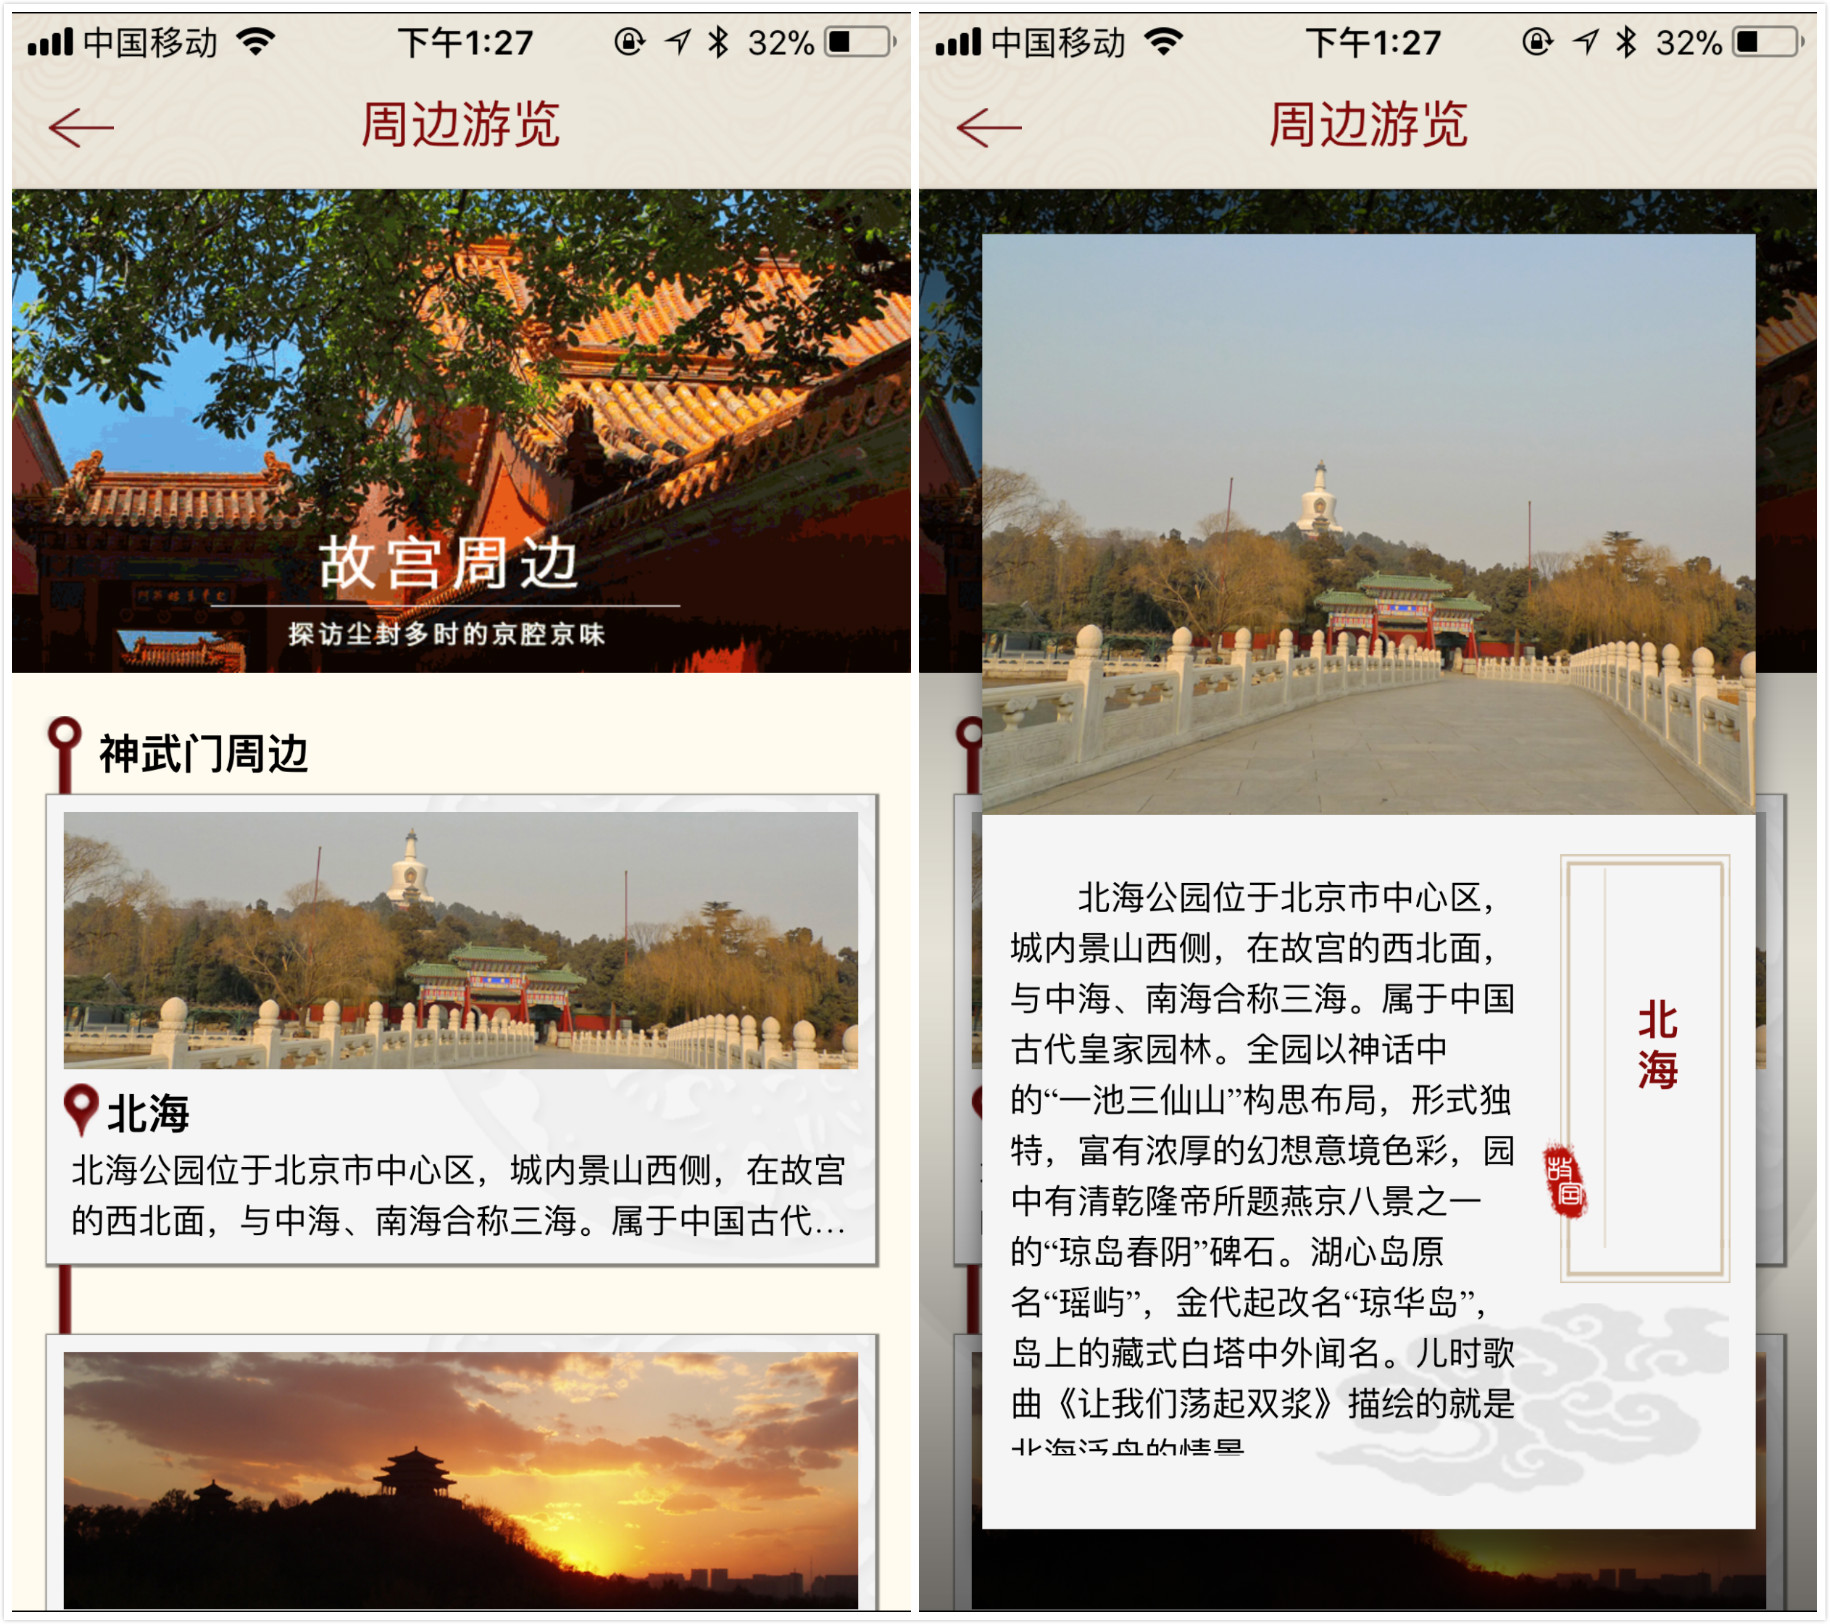 中国移动
下午1:27
32%
周边游览
故宫周边
探访尘封多时的京腔京味
神武门周边
北海
北海公园位于北京市中心区，城内景山西侧，在故宫
的西北面，与中海、南海合称三海。属于中国古代...
中国移动
下午1:27
32%
周边游览
北海公园位于北京市中心区，
城内景山西侧，在故宫的西北面，
与中海、南海合称三海。属于中国
古代皇家园林。全园以神话中
的“一池三仙山”构思布局，形式独
特，富有浓厚的幻想意境色彩，园
中有清乾隆帝所题燕京八景之一
的“琼岛春阴”碑石。湖心岛原
名“瑶屿”，金代起改名“琼华岛”，
岛上的藏式白塔中外闻名。儿时歌
曲《让我们荡起双桨》描绘的就是
北海泛舟的情景
北海
故宫